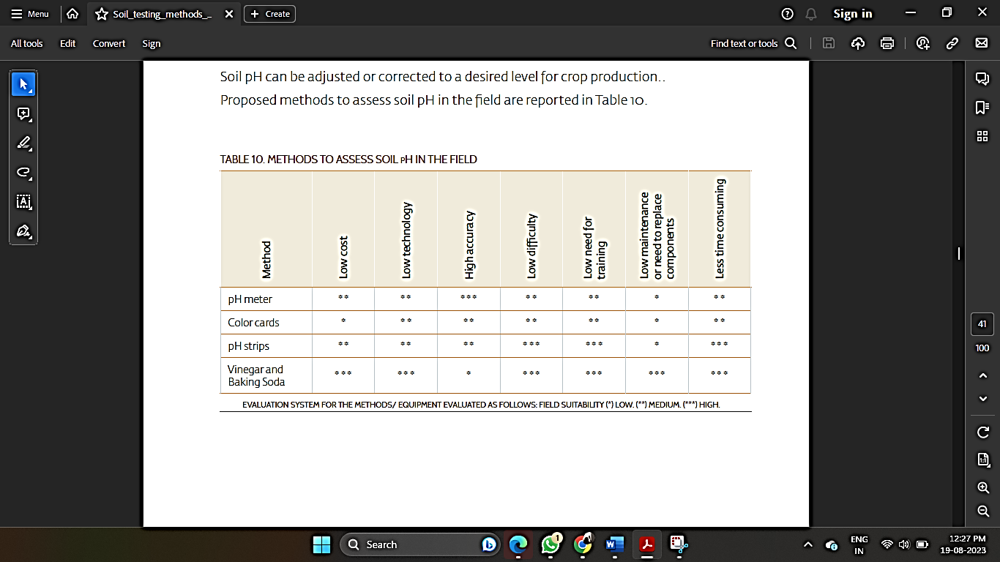 Menu
Soil_testing_methods_...
Create
Sign in
All tools
Edit
Convert
Sign
Find text or tools
Soil pH can be adjusted or corrected to a desired level for crop production..
Proposed methods to assess soil pH in the field are reported in Table 10.
TABLE 10. METHODS TO ASSESS SOIL pH IN THE FIELD
Method
Low cost
Low technology
High accuracy
Low difficulty
Low need for
training
Low maintenance
or need to replace
components
Less time consuming
pH meter ** ** *** ** ** * **
Color cards * ** ** ** ** * **
pH strips ** ** ** *** *** * ***
Vinegar and
Baking Soda *** *** * *** *** *** ***
EVALUATION SYSTEM FOR THE METHODS/ EQUIPMENT EVALUATED AS FOLLOWS: FIELD SUITABILITY (*) LOW. (**) MEDIUM. (***) HIGH.
41
100
1:1
Search
1
ENG
IN
12:27 PM
19-08-2023